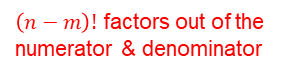 (n − m)! factors out of the
numerator & denominator